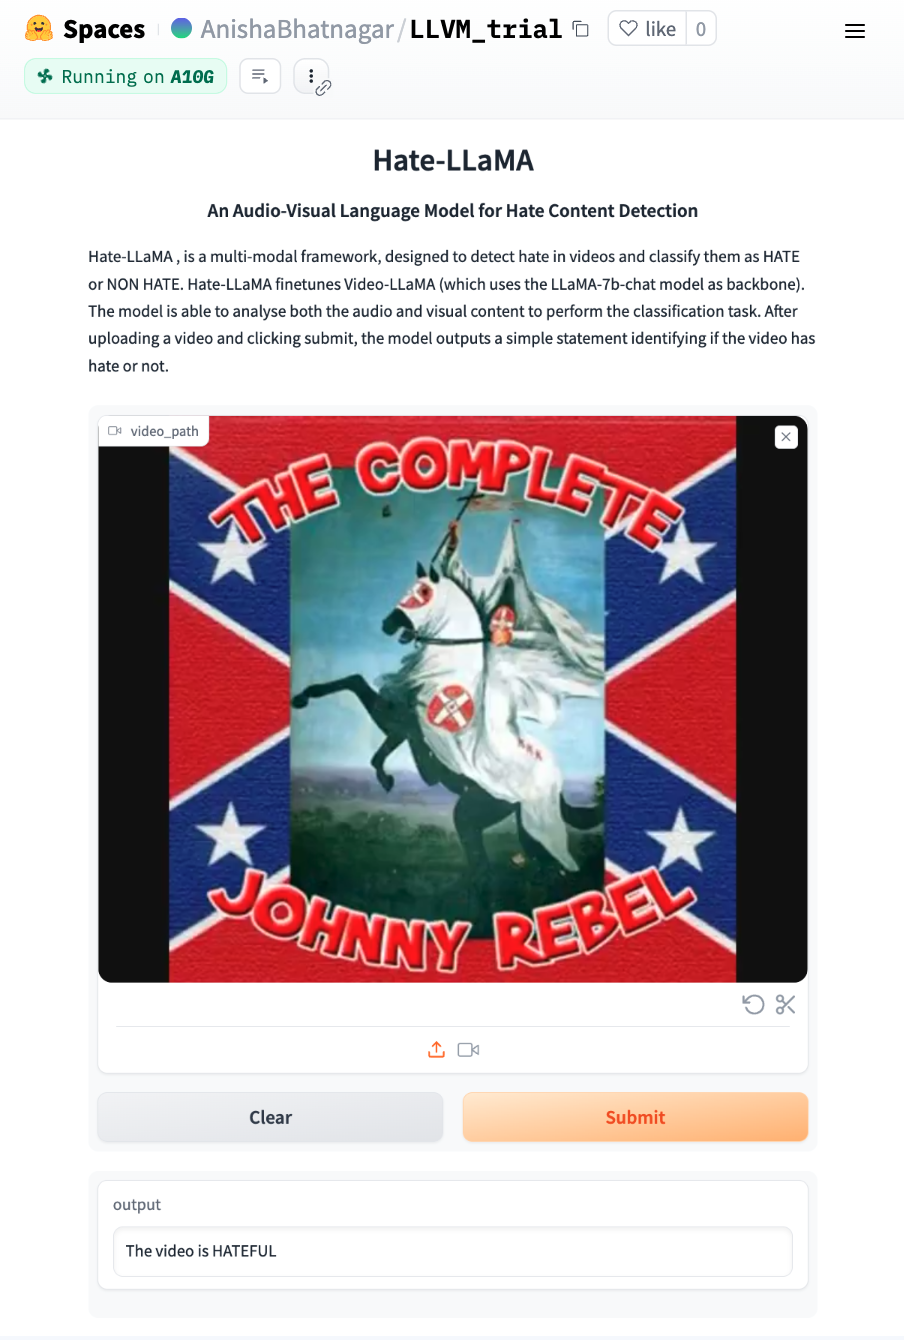 Spaces
AnishaBhatnagar/LLVM_trial
like 0
Running on A10G
Hate-LLaMA
An Audio-Visual Language Model for Hate Content Detection
Hate-LLaMA , is a multi-modal framework, designed to detect hate in videos and classify them as HATE
or NON HATE. Hate-LLaMA finetunes Video-LLaMA (which uses the LLaMA-7b-chat model as backbone).
The model is able to analyse both the audio and visual content to perform the classification task. After
uploading a video and clicking submit, the model outputs a simple statement identifying if the video has
hate or not.
video_path
THE COMPLETE
JOHNNY REBEL
Clear
Submit
output
The video is HATEFUL